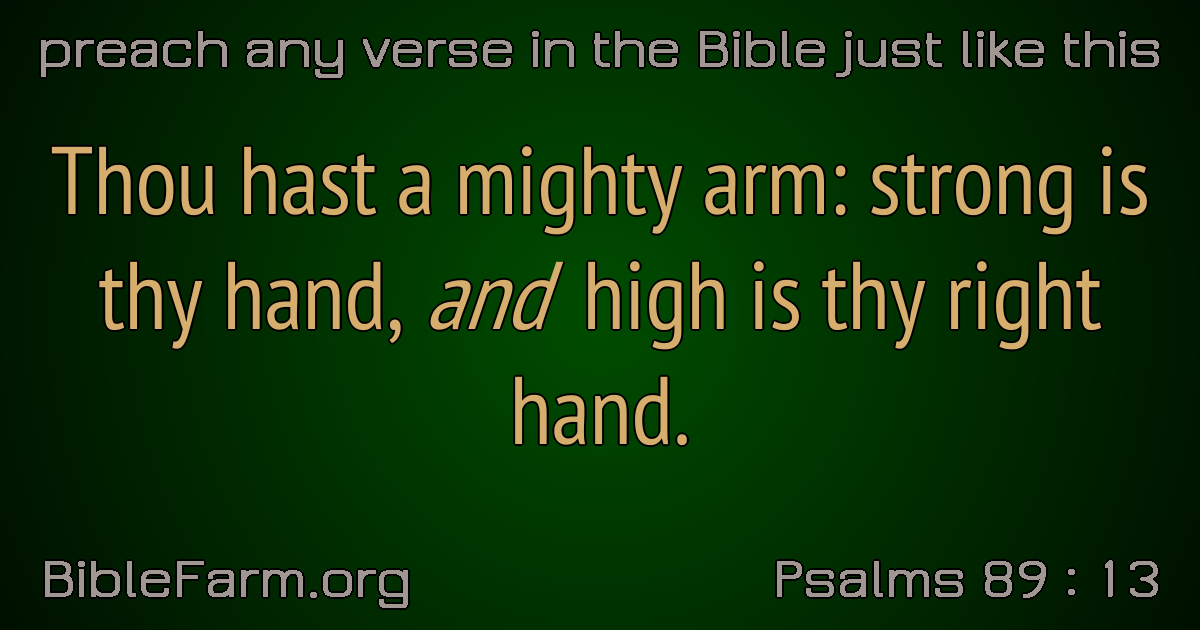 preach any verse in the Bible just like this
Thou hast a mighty arm: strong is
thy hand, and high is thy right
hand.
BibleFarm.org
Psalms 89 : 13